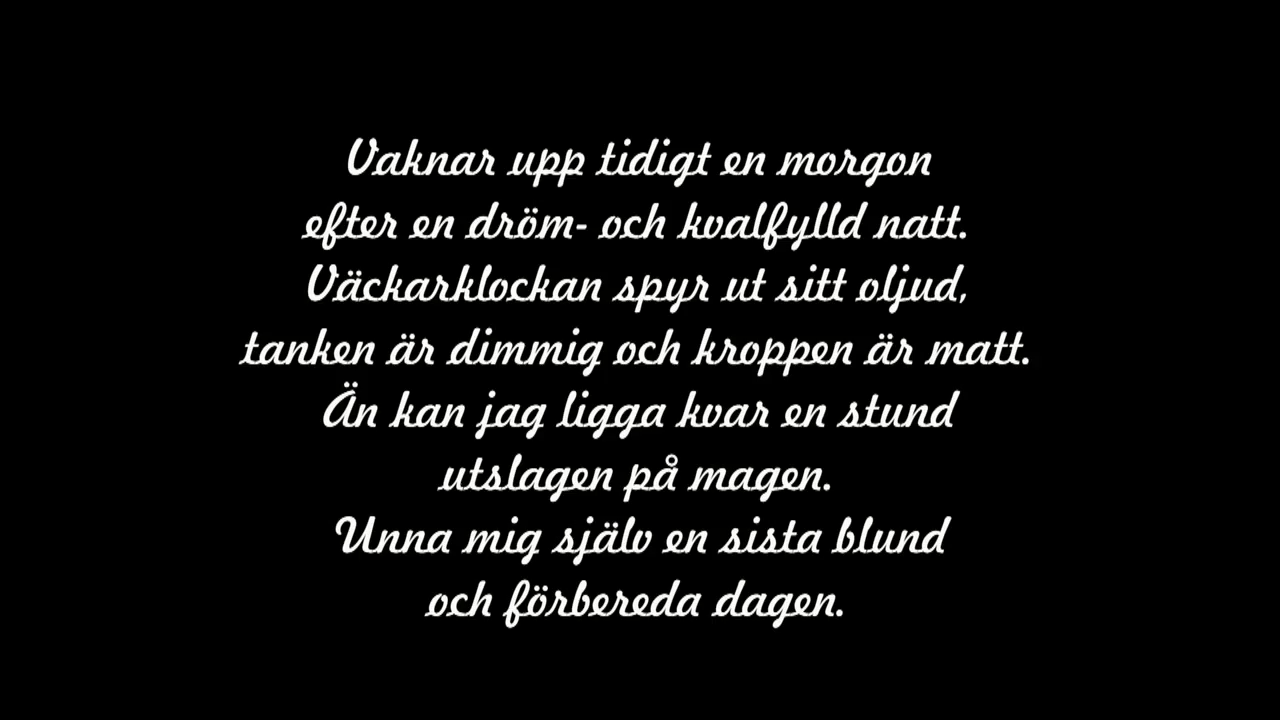 Vaknar upp tidigt en morgon
efter en dröm- och kvalfylld natt.
Väckarklockan spyr ut sitt oljud,
tanken är dimmig och kroppen är matt.
Än kan jag ligga kvar en stund
utslagen på magen.
Unna mig själv en sista blund
och förbereda dagen.